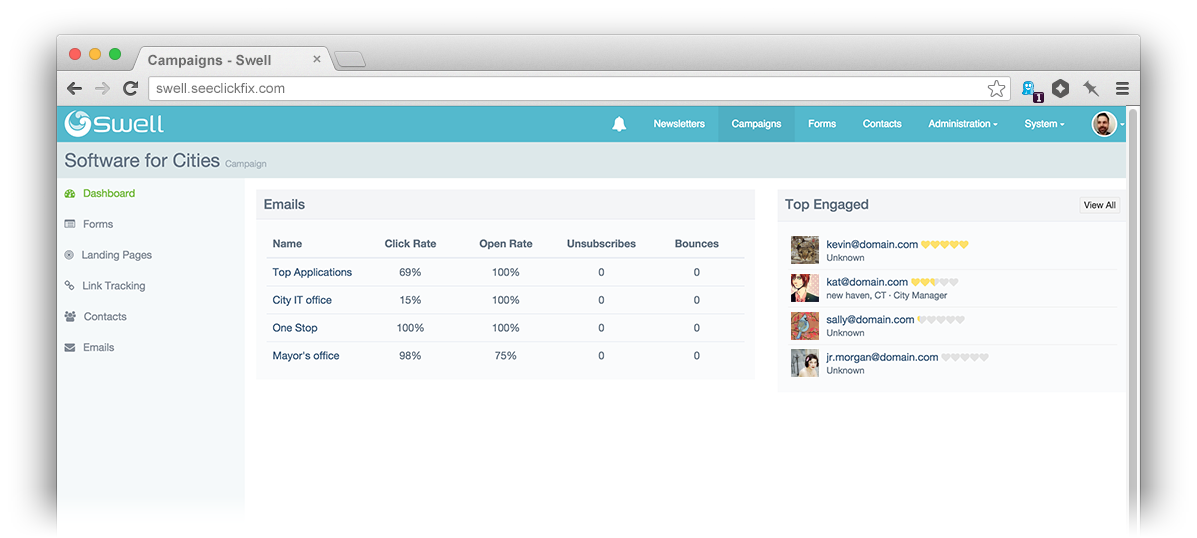 Campaigns - Swell
swell.seeclickfix.com
1
Swell Newsletters Campaigns Forms Contacts Administration System
Software for Cities Campaign
Dashboard
Forms
Landing Pages
Link Tracking
Contacts
Emails
Emails
Name Click Rate Open Rate Unsubscribes Bounces
Top Applications 69% 100% 0 0
City IT office 15% 100% 0 0
One Stop 100% 100% 0 0
Mayor's office 98% 75% 0 0
Top Engaged View All
kevin@domain.com
Unknown
kat@domain.com
new haven, CT · City Manager
sally@domain.com
Unknown
jr.morgan@domain.com
Unknown